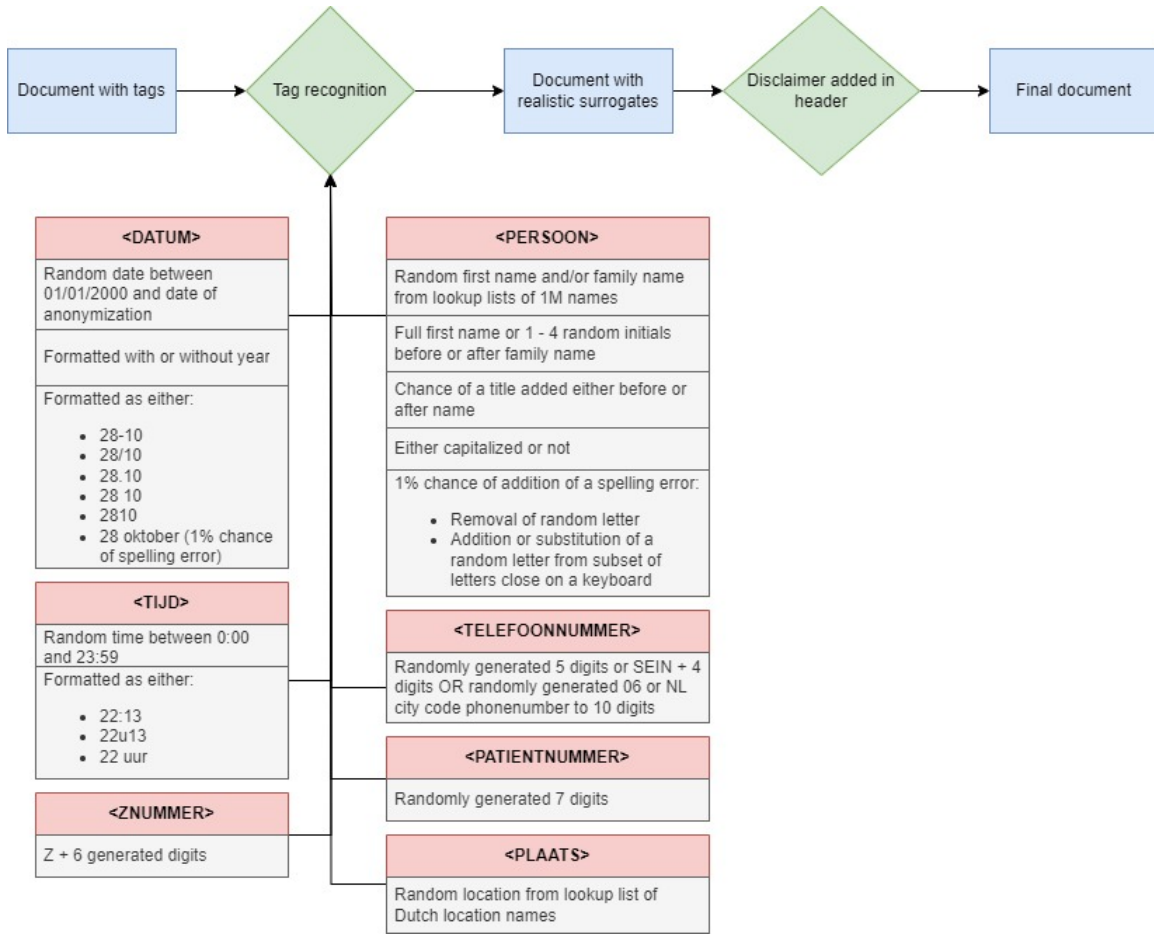 Document with tags
Tag recognition
Document with
realistic surrogates
Disclaimer added in
header
Final document
<DATUM>
Random date between
01/01/2000 and date of
anonymization
Formatted with or without year
Formatted as either:
• 28-10
• 28/10
• 28.10
• 28 10
• 2810
• 28 oktober (1% chance
of spelling error)
<TIJD>
Random time between 0:00
and 23:59
Formatted as either:
• 22:13
• 22u13
• 22 uur
<ZNUMMER>
Z + 6 generated digits
<PERSOON>
Random first name and/or family name
from lookup lists of 1M names
Full first name or 1 - 4 random initials
before or after family name
Chance of a title added either before or
after name
Either capitalized or not
1% chance of addition of a spelling error:
• Removal of random letter
• Addition or substitution of a
random letter from subset of
letters close on a keyboard
<TELEFOONNUMMER>
Randomly generated 5 digits or SEIN + 4
digits OR randomly generated 06 or NL
city code phonenumber to 10 digits
<PATIENTNUMMER>
Randomly generated 7 digits
<PLAATS>
Random location from lookup list of
Dutch location names